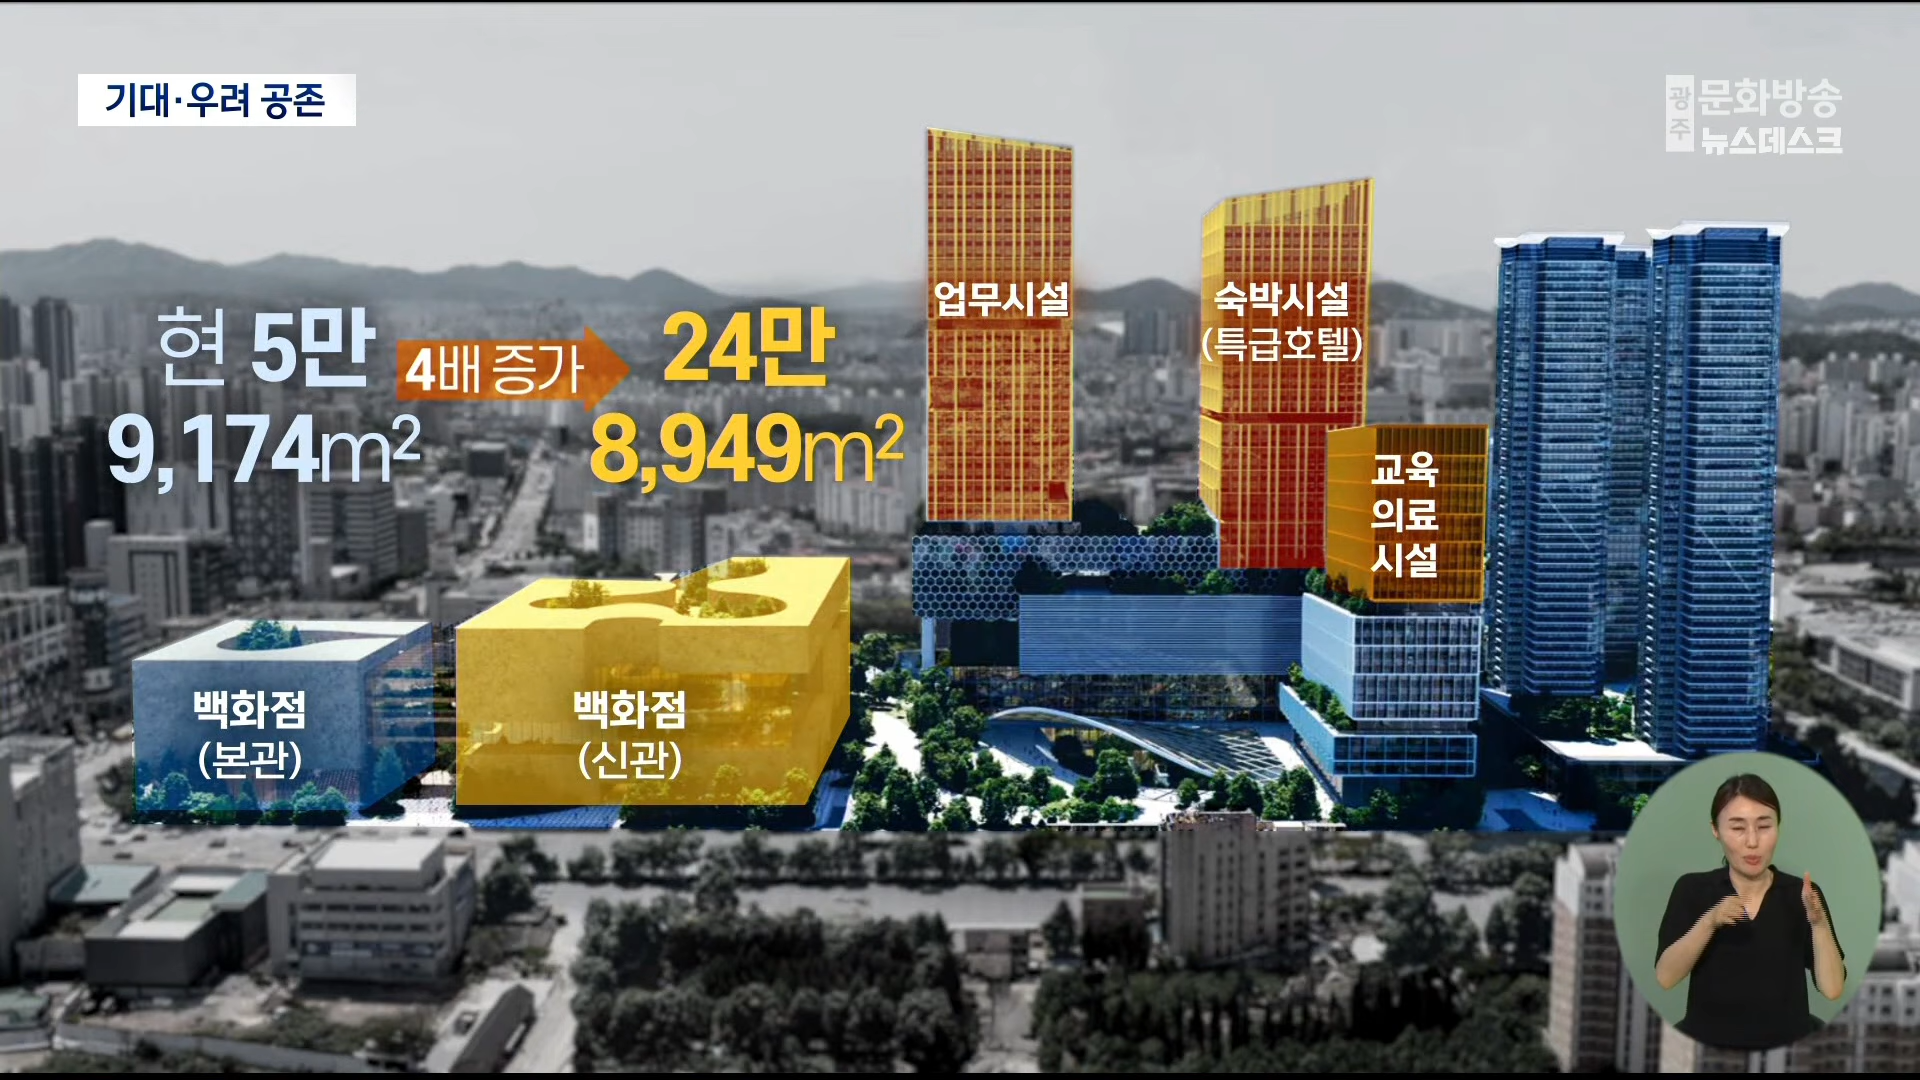 기대·우려 공존
광주
문화방송
뉴스데스크
현 5만
9,174m²
4배 증가
24만
8,949m²
업무시설
숙박시설
(특급호텔)
교육
의료
시설
백화점
(본관)
백화점
(신관)